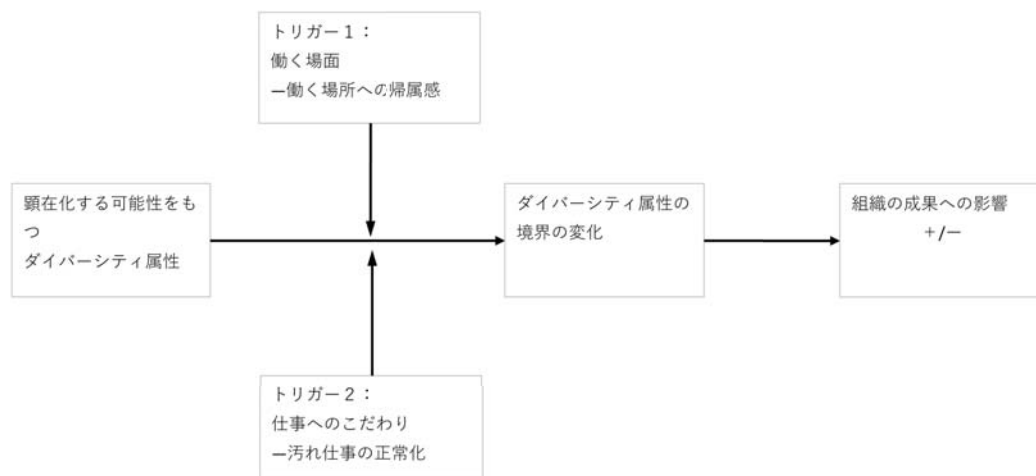 トリガー１：
働く場面
ー働く場所への帰属感
顕在化する可能性をも
つ
ダイバーシティ属性
ダイバーシティ属性の
境界の変化
組織の成果への影響
＋/ー
トリガー２：
仕事へのこだわり
ー汚れ仕事の正常化